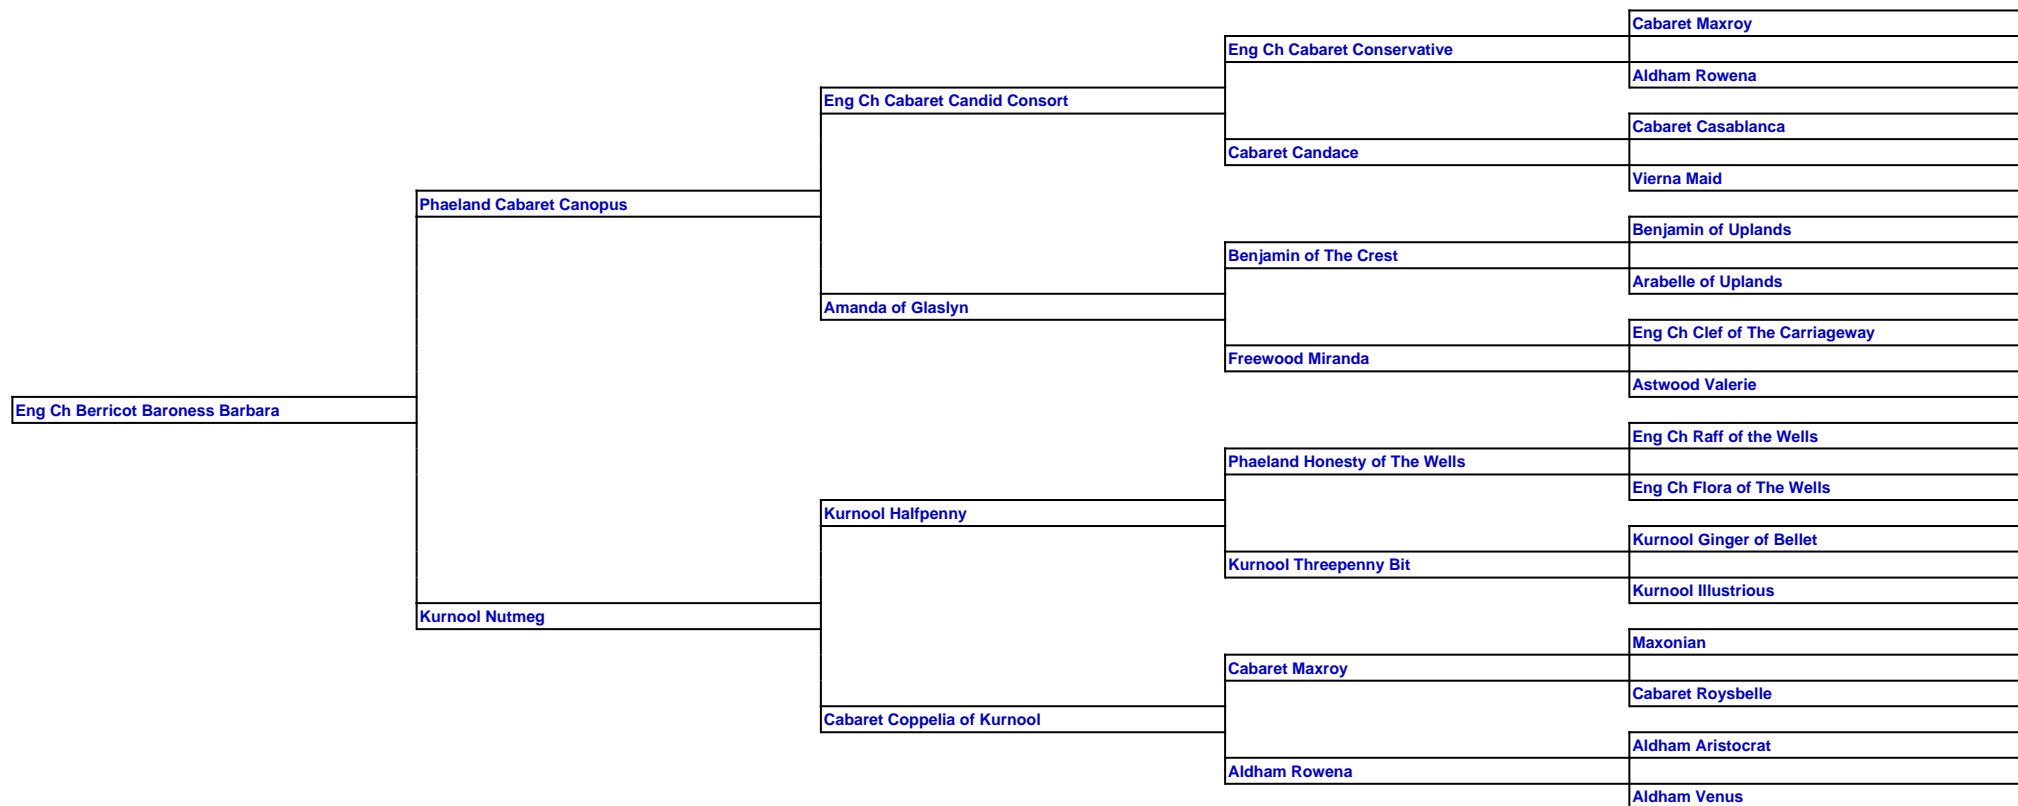 Cabaret Maxroy
Eng Ch Cabaret Conservative
Aldham Rowena
Eng Ch Cabaret Candid Consort
Cabaret Casablanca
Cabaret Candace
Vierna Maid
Phaeland Cabaret Canopus
Benjamin of Uplands
Benjamin of The Crest
Arabelle of Uplands
Amanda of Glaslyn
Eng Ch Clef of The Carriageway
Freewood Miranda
Astwood Valerie
Eng Ch Berricot Baroness Barbara
Eng Ch Raff of the Wells
Phaeland Honesty of The Wells
Eng Ch Flora of The Wells
Kurnool Halfpenny
Kurnool Ginger of Bellet
Kurnool Threepenny Bit
Kurnool Illustrious
Kurnool Nutmeg
Maxonian
Cabaret Maxroy
Cabaret Roysbelle
Cabaret Coppelia of Kurnool
Aldham Aristocrat
Aldham Rowena
Aldham Venus